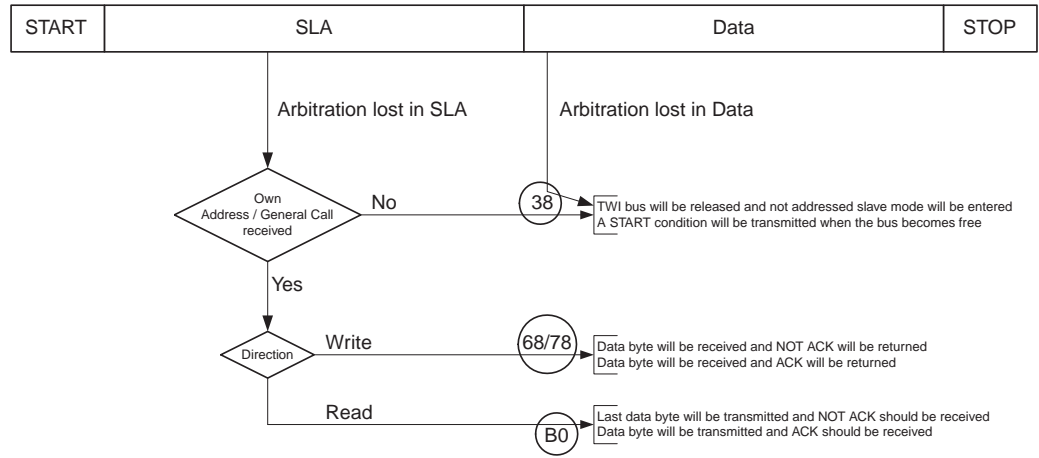 START SLA Data STOP
Arbitration lost in SLA Arbitration lost in Data
Own
Address / General Call
received
No
38
TWI bus will be released and not addressed slave mode will be entered
A START condition will be transmitted when the bus becomes free
Yes
Direction
Write
68/78
Data byte will be received and NOT ACK will be returned
Data byte will be received and ACK will be returned
Read
B0
Last data byte will be transmitted and NOT ACK should be received
Data byte will be transmitted and ACK should be received